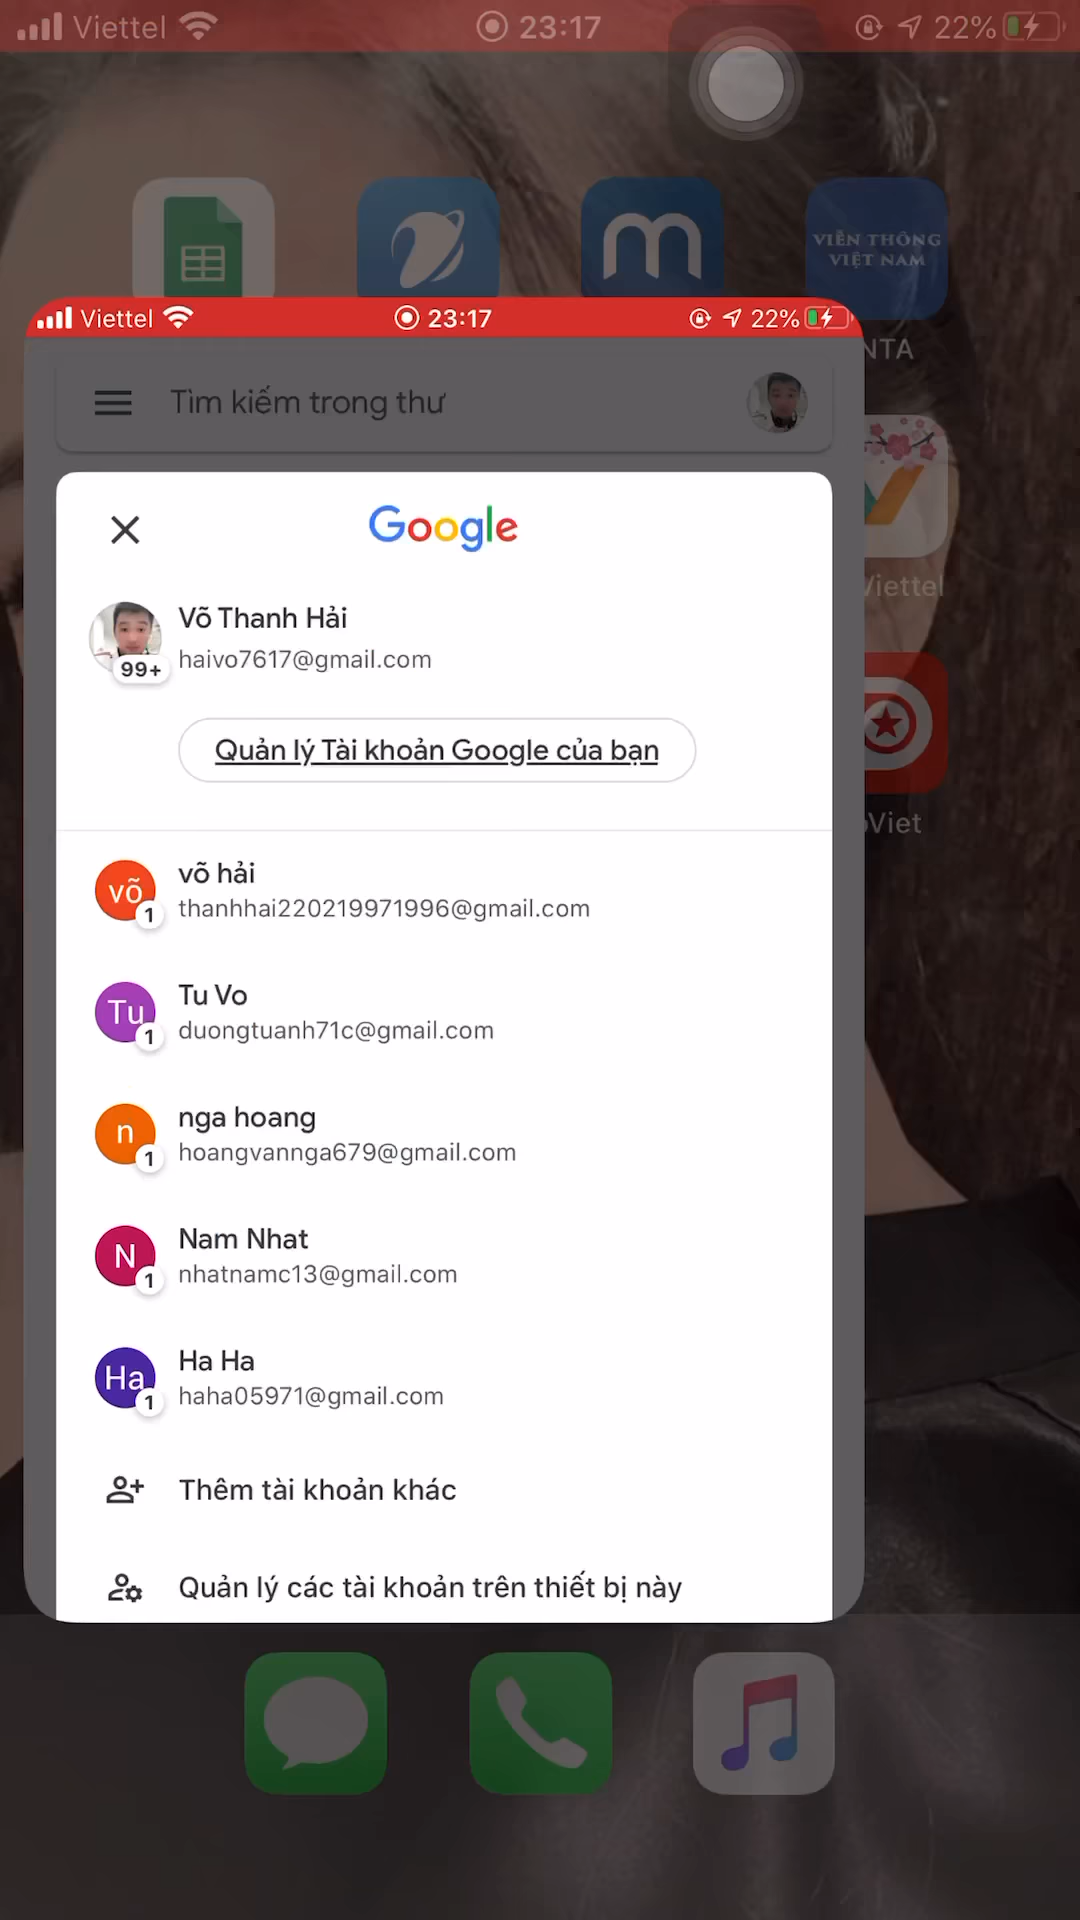 Viettel 23:17 22%
VIỄN THÔNG
VIỆT NAM
Viettel 23:17 22%
NTA
Tìm kiếm trong thư
Google
Võ Thanh Hải
99+
haivo7617@gmail.com
Viettel
Quản lý Tài khoản Google của bạn
Viet
võ
1
võ hải
thanhhai220219971996@gmail.com
Tu
1
Tu Vo
duongtuanh71c@gmail.com
n
1
nga hoang
hoangvannga679@gmail.com
N
1
Nam Nhat
nhatnamc13@gmail.com
Ha
1
Ha Ha
haha05971@gmail.com
Thêm tài khoản khác
Quản lý các tài khoản trên thiết bị này